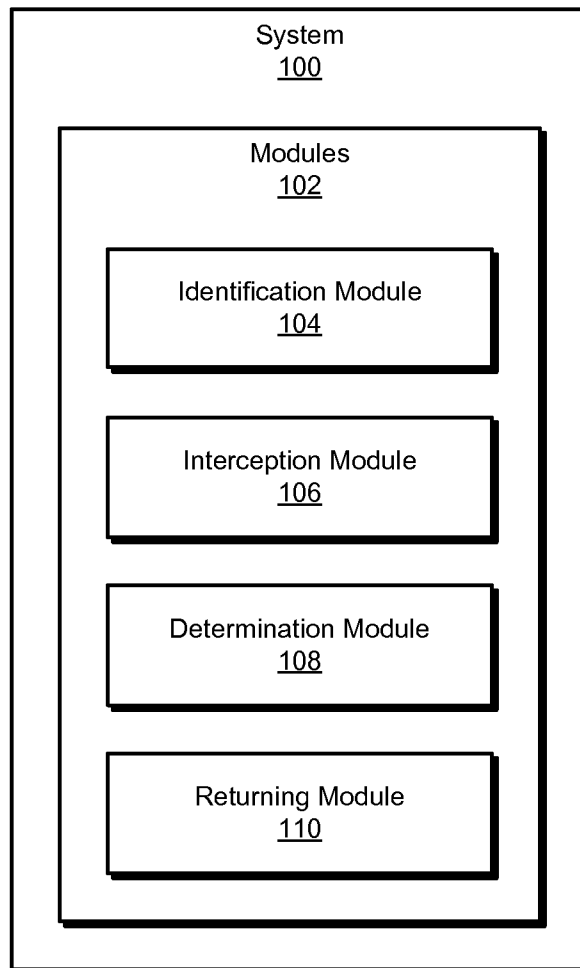 System
100
Modules
102
Identification Module
104
Interception Module
106
Determination Module
108
Returning Module
110